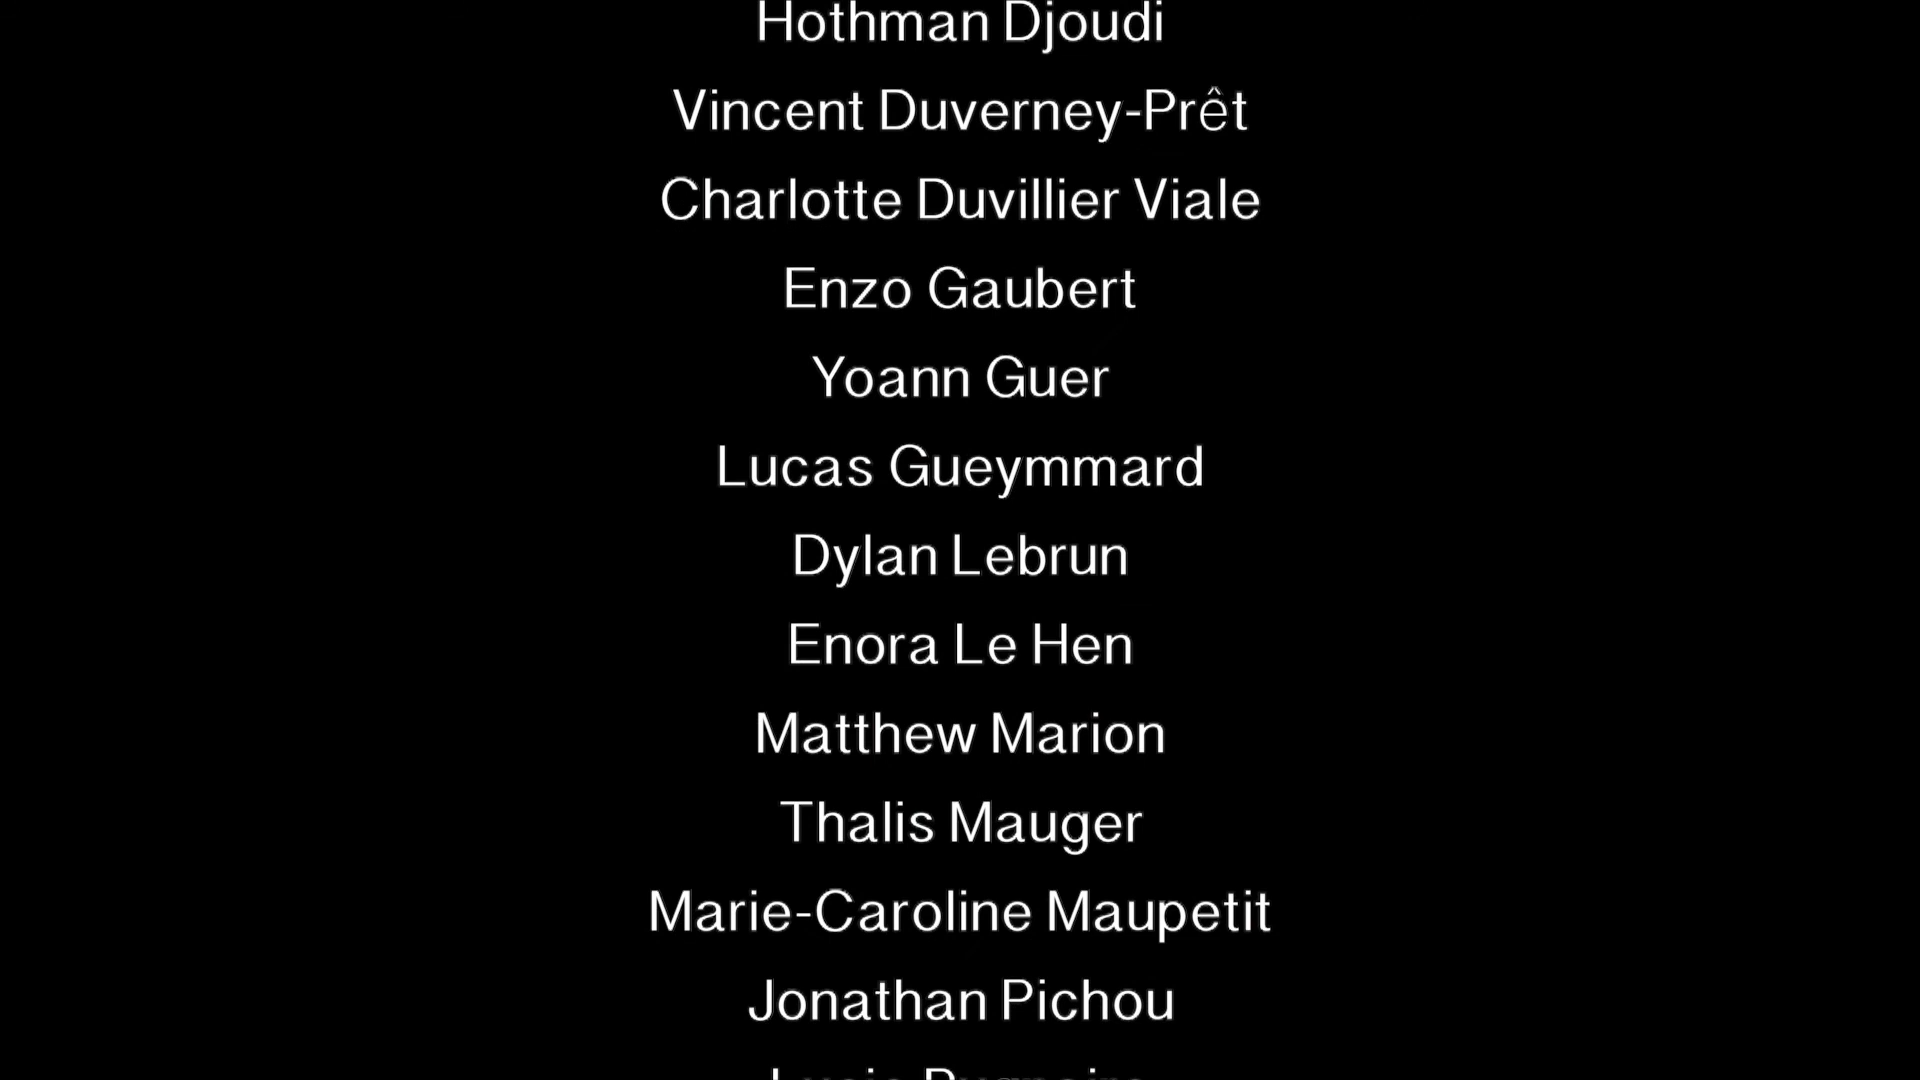 Hothman Djoudi
Vincent Duverney-Prêt
Charlotte Duvillier Viale
Enzo Gaubert
Yoann Guer
Lucas Gueymmard
Dylan Lebrun
Enora Le Hen
Matthew Marion
Thalis Mauger
Marie-Caroline Maupetit
Jonathan Pichou